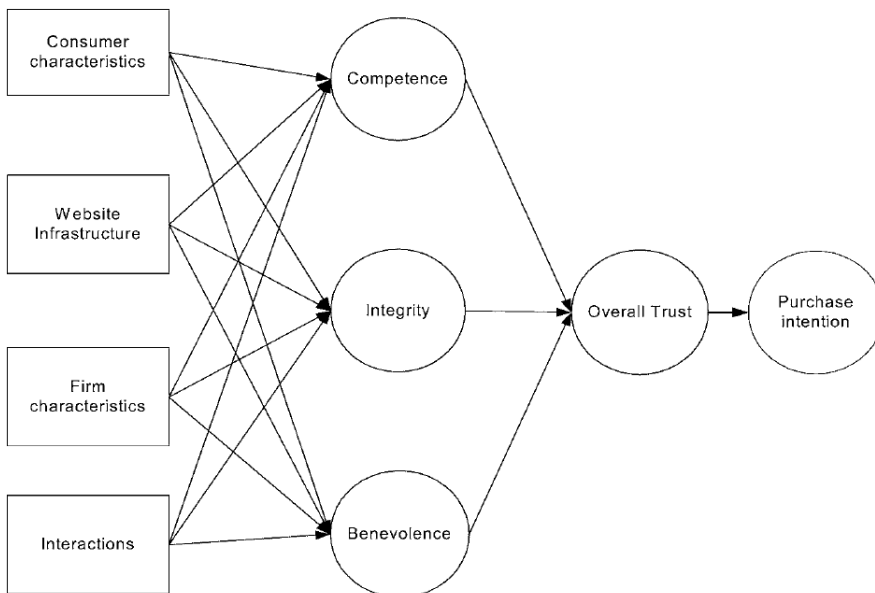 Consumer
characteristics
Website
Infrastructure
Firm
characteristics
Interactions
Competence
Integrity
Benevolence
Overall Trust
Purchase
intention